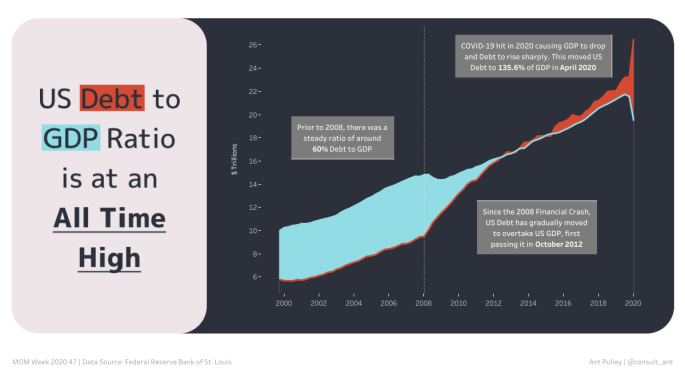 US Debt to
GDP Ratio
is at an
All Time
High
$ Trillions
26
24
22
20
18
16
14
12
10
8
6
2000
2002
2004
2006
2008
2010
2012
2014
2016
2018
2020
Prior to 2008, there was a
steady ratio of around
60% Debt to GDP
COVID-19 hit in 2020 causing GDP to drop
and Debt to rise sharply. This moved US
Debt to 135.6% of GDP in April 2020
Since the 2008 Financial Crash,
US Debt has gradually moved
to overtake US GDP, first
passing it in October 2012
MOM Week 2020 47 | Data Source: Federal Reserve Bank of St. Louis
Ant Pulley | @consult_ant